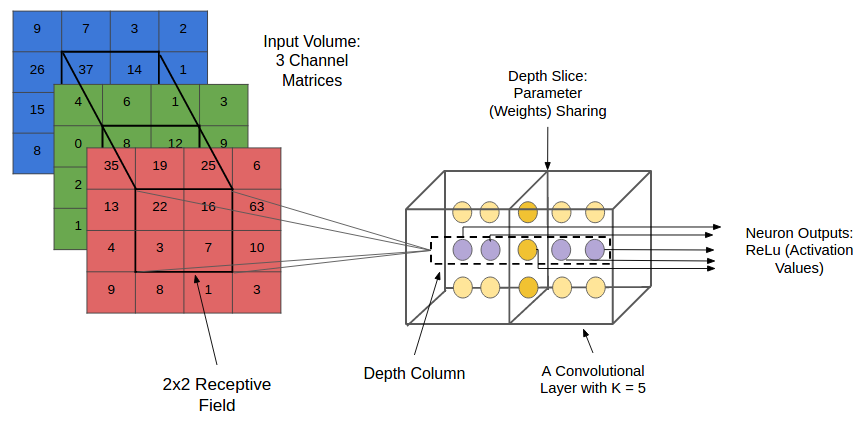 9 7 3 2
26 37 14 1
15
8
4 6 1 3
0 8 12 9
2
1
35 19 25 6
13 22 16 63
4 3 7 10
9 8 1 3
Input Volume:
3 Channel
Matrices
2x2 Receptive
Field
Depth Slice:
Parameter
(Weights) Sharing
Depth Column
A Convolutional
Layer with K = 5
Neuron Outputs:
ReLu (Activation
Values)